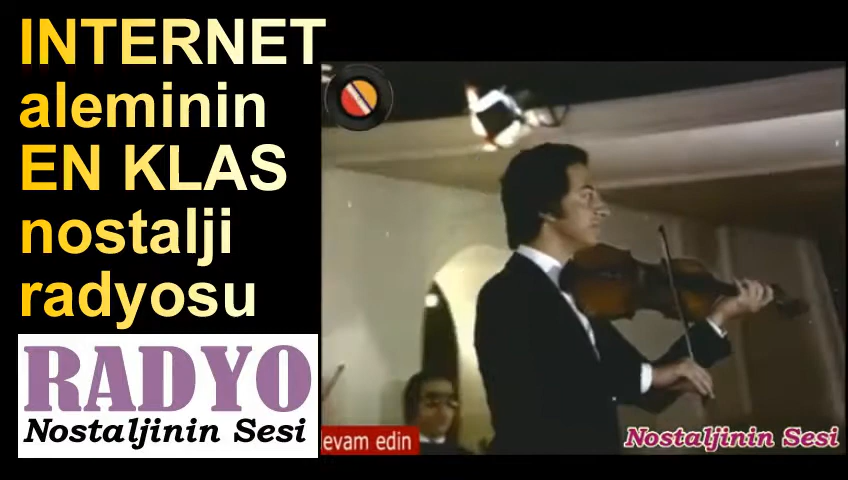 INTERNET
aleminin
EN KLAS
nostalji
radyosu
RADYO
Nostaljinin Sesi
evam edin
Nostaljinin Sesi